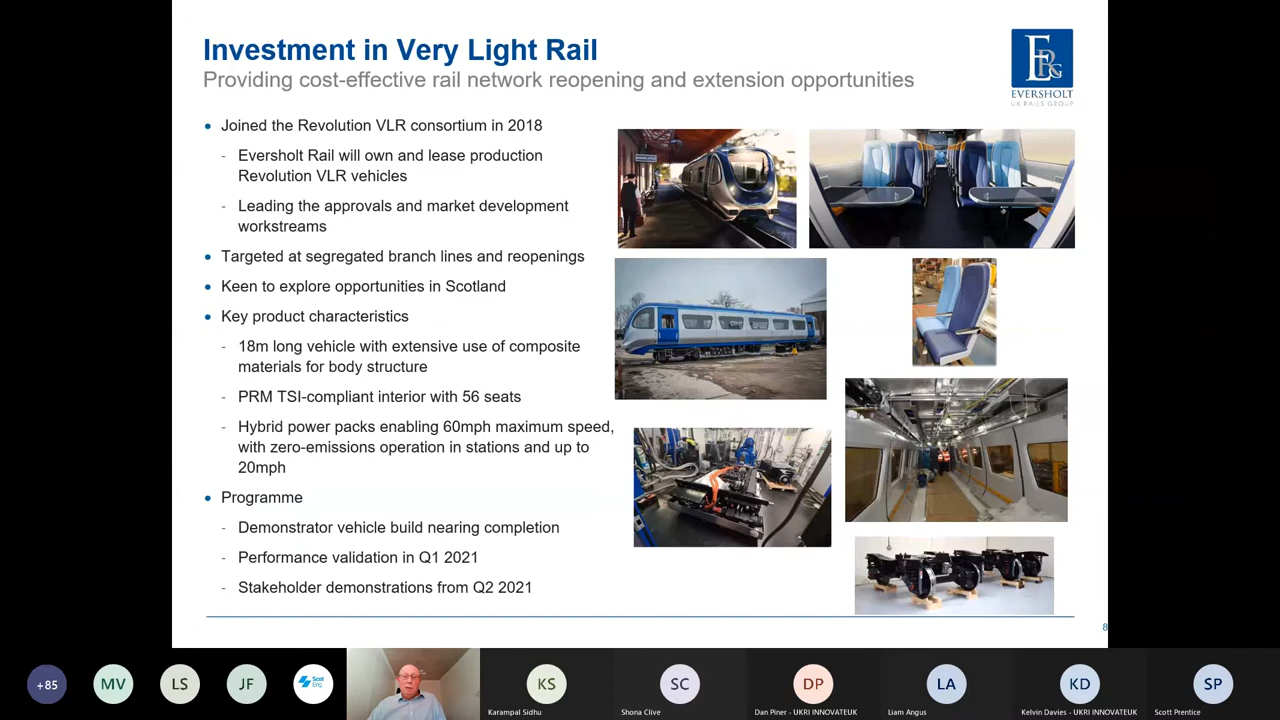 Investment in Very Light Rail
Providing cost-effective rail network reopening and extension opportunities
EVERSHOLT
UK RAILS GROUP
• Joined the Revolution VLR consortium in 2018
- Eversholt Rail will own and lease production
Revolution VLR vehicles
- Leading the approvals and market development
workstreams
• Targeted at segregated branch lines and reopenings
• Keen to explore opportunities in Scotland
• Key product characteristics
- 18m long vehicle with extensive use of composite
materials for body structure
- PRM TSI-compliant interior with 56 seats
- Hybrid power packs enabling 60mph maximum speed,
with zero-emissions operation in stations and up to
20mph
• Programme
- Demonstrator vehicle build nearing completion
- Performance validation in Q1 2021
- Stakeholder demonstrations from Q2 2021
8
+85
MV
LS
JF
Scot
Eng
KS
SC
DP
LA
KD
SP
Karampal Sidhu
Shona Clive
Dan Piner - UKRI INNOVATEUK
Liam Angus
Kelvin Davies - UKRI INNOVATEUK
Scott Prentice